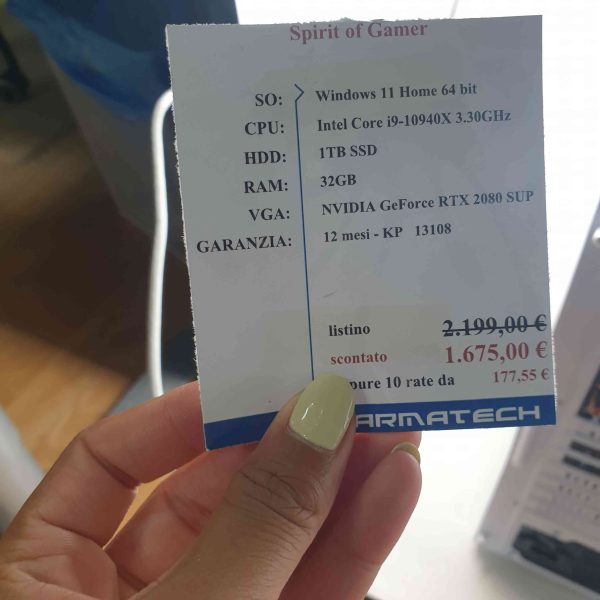 Spirit of Gamer
SO: Windows 11 Home 64 bit
CPU: Intel Core i9-10940X 3.30GHz
HDD: 1TB SSD
RAM: 32GB
VGA: NVIDIA GeForce RTX 2080 SUP
GARANZIA: 12 mesi - KP 13108
listino 2.199,00 €
scontato 1.675,00 €
pure 10 rate da 177,55 €
ARMATECH